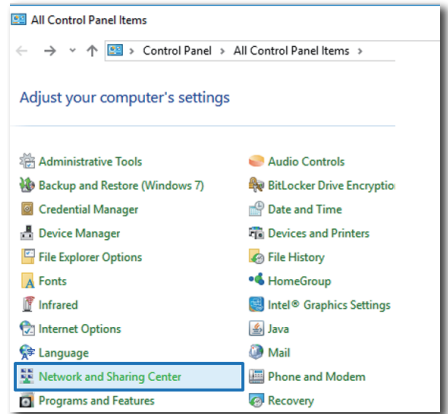 All Control Panel Items
Control Panel > All Control Panel Items >
Adjust your computer's settings
Administrative Tools
Audio Controls
Backup and Restore (Windows 7)
BitLocker Drive Encryptio
Credential Manager
Date and Time
Device Manager
Devices and Printers
File Explorer Options
File History
Fonts
HomeGroup
Infrared
Intel® Graphics Settings
Internet Options
Java
Language
Mail
Network and Sharing Center
Phone and Modem
Programs and Features
Recovery